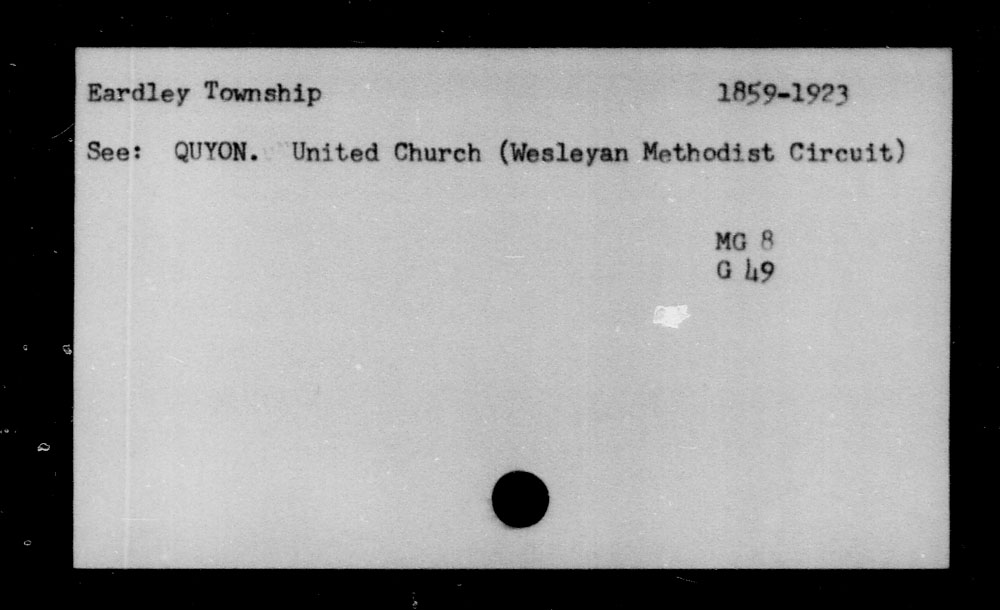 Eardley Township 1859-1923
See: QUYON. United Church (Wesleyan Methodist Circuit)
MG 8
G 49